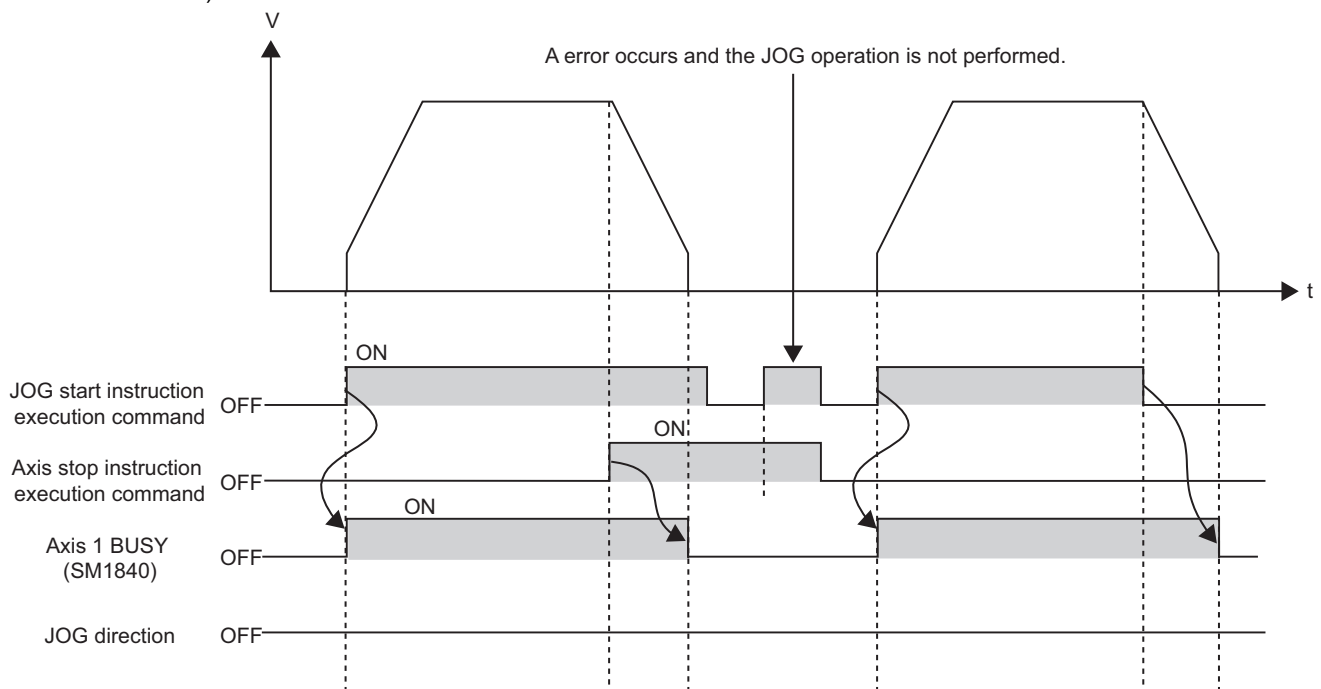 V
A error occurs and the JOG operation is not performed.
t
ON
JOG start instruction
execution command
OFF
ON
Axis stop instruction
execution command
OFF
ON
Axis 1 BUSY
(SM1840)
OFF
JOG direction
OFF